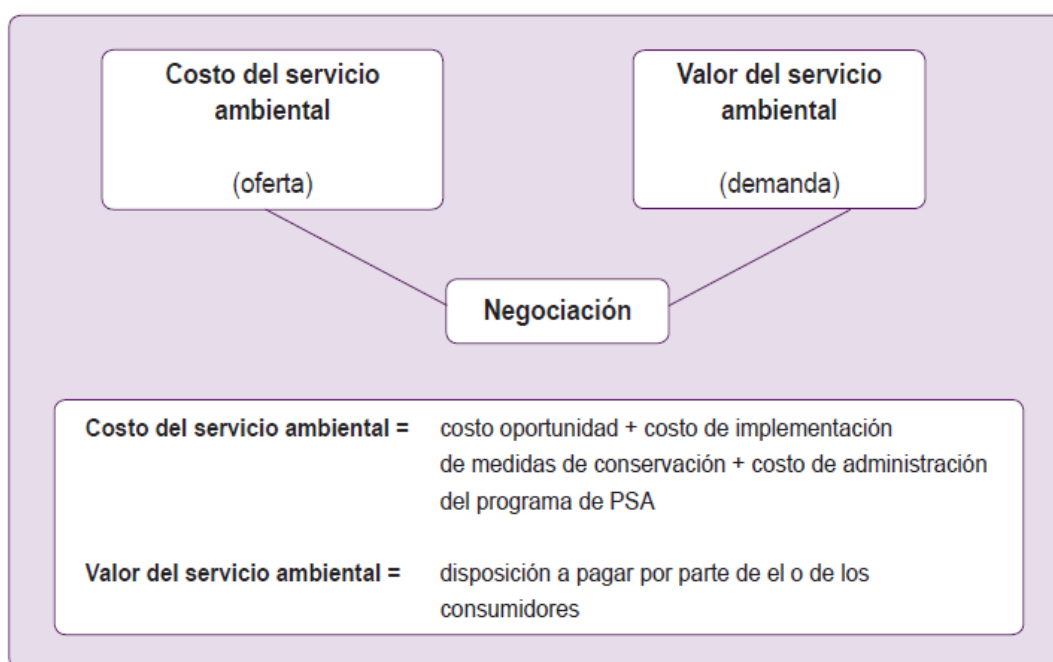 Costo del servicio
ambiental
(oferta)
Valor del servicio
ambiental
(demanda)
Negociación
Costo del servicio ambiental = costo oportunidad + costo de implementación
de medidas de conservación + costo de administración
del programa de PSA
Valor del servicio ambiental = disposición a pagar por parte de el o de los
consumidores